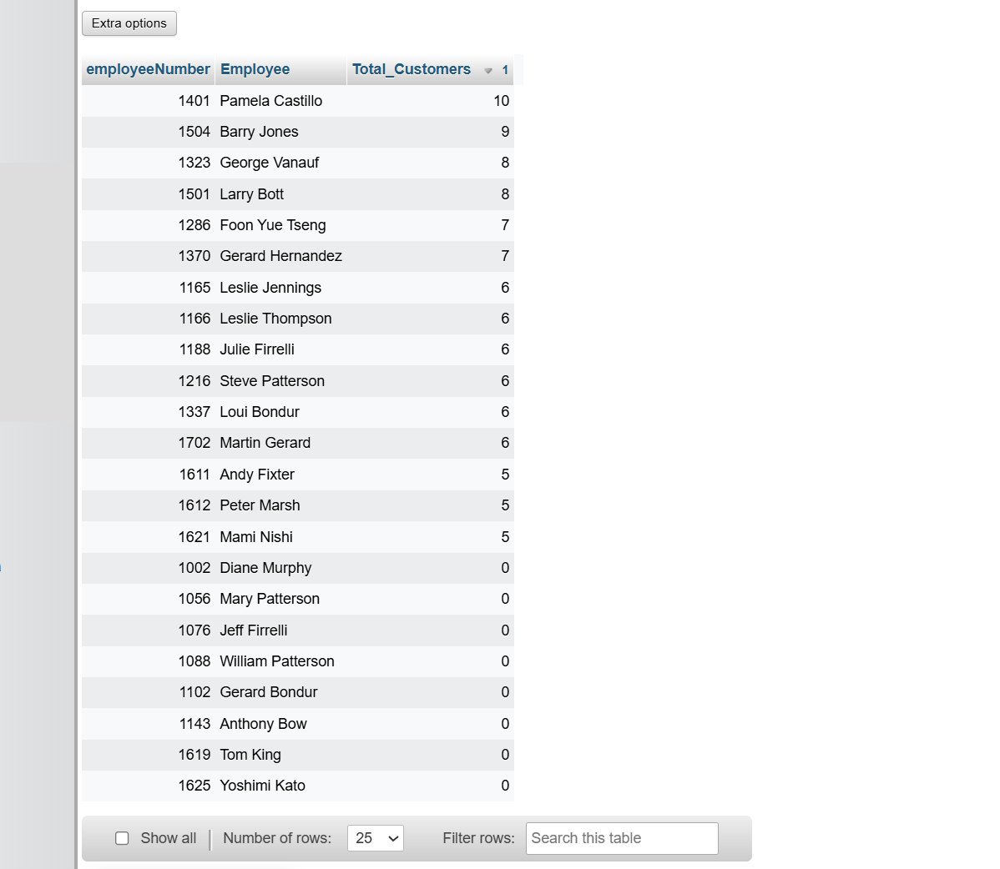 Extra options
employeeNumber Employee Total_Customers 1
1401 Pamela Castillo 10
1504 Barry Jones 9
1323 George Vanauf 8
1501 Larry Bott 8
1286 Foon Yue Tseng 7
1370 Gerard Hernandez 7
1165 Leslie Jennings 6
1166 Leslie Thompson 6
1188 Julie Firrelli 6
1216 Steve Patterson 6
1337 Loui Bondur 6
1702 Martin Gerard 6
1611 Andy Fixter 5
1612 Peter Marsh 5
1621 Mami Nishi 5
1002 Diane Murphy 0
1056 Mary Patterson 0
1076 Jeff Firrelli 0
1088 William Patterson 0
1102 Gerard Bondur 0
1143 Anthony Bow 0
1619 Tom King 0
1625 Yoshimi Kato 0
Show all Number of rows: 25 Filter rows: Search this table